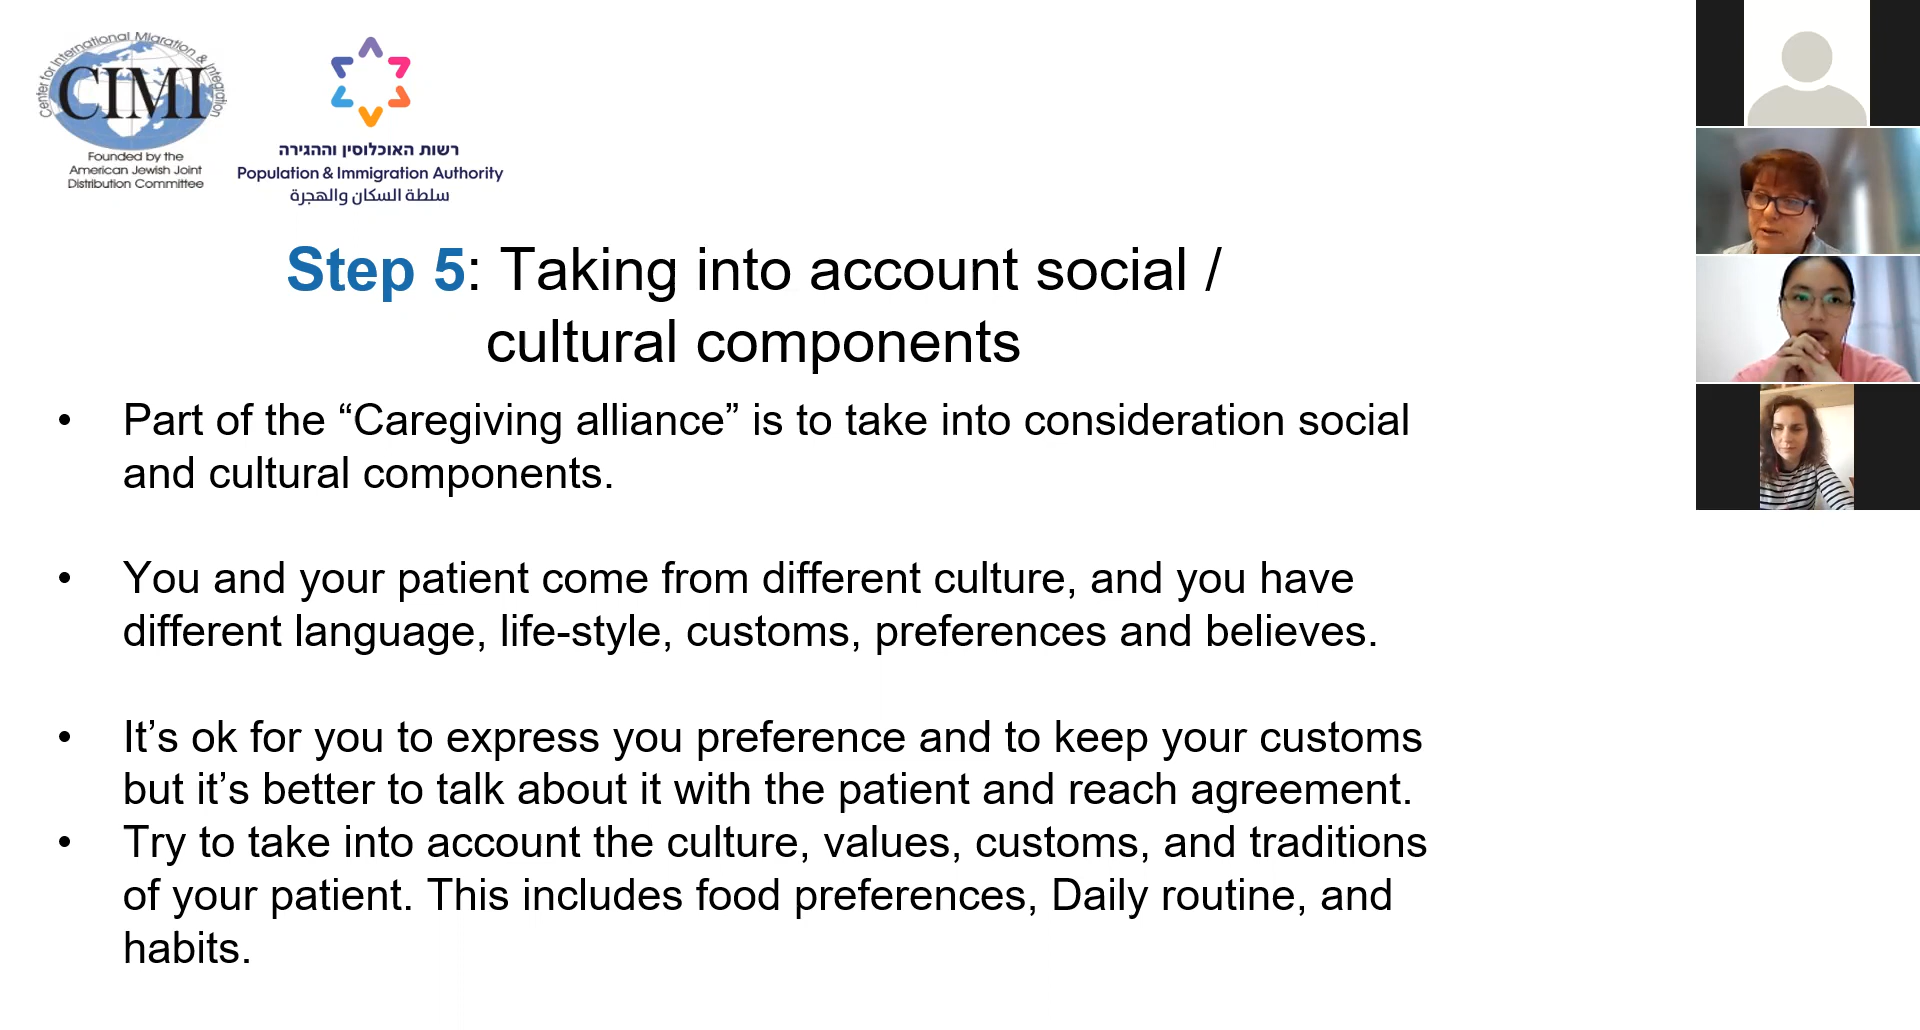 Center for International Migration & Integration
CIMI
Founded by the
American Jewish Joint
Distribution Committee
רשות האוכלוסין וההגירה
Population & Immigration Authority
سلطة السكان والهجرة
Step 5: Taking into account social /
cultural components
• Part of the “Caregiving alliance” is to take into consideration social
and cultural components.
• You and your patient come from different culture, and you have
different language, life-style, customs, preferences and believes.
• It’s ok for you to express you preference and to keep your customs
but it’s better to talk about it with the patient and reach agreement.
• Try to take into account the culture, values, customs, and traditions
of your patient. This includes food preferences, Daily routine, and
habits.